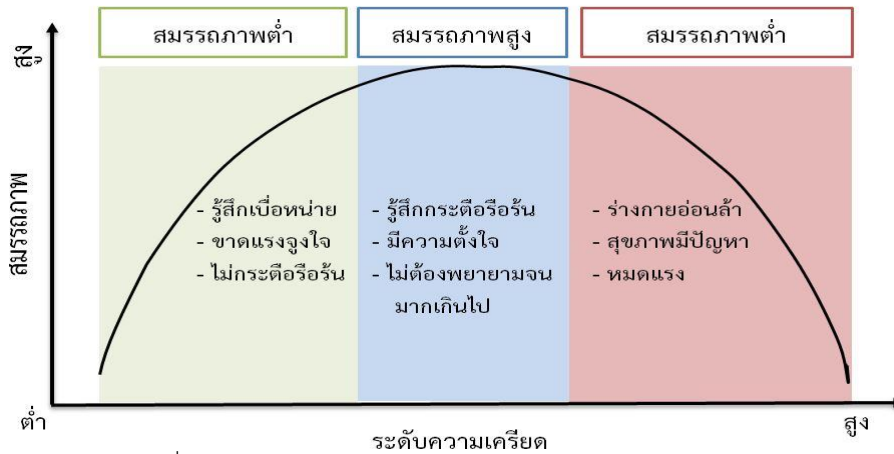 สมรรถภาพต่ำ
สมรรถภาพสูง
สมรรถภาพต่ำ
สูง
สมรรถภาพ
ต่ำ
- รู้สึกเบื่อหน่าย
- ขาดแรงจูงใจ
- ไม่กระตือรือร้น
- รู้สึกกระตือรือร้น
- มีความตั้งใจ
- ไม่ต้องพยายามจน
มากเกินไป
- ร่างกายอ่อนล้า
- สุขภาพมีปัญหา
- หมดแรง
ระดับความเครียด
สูง